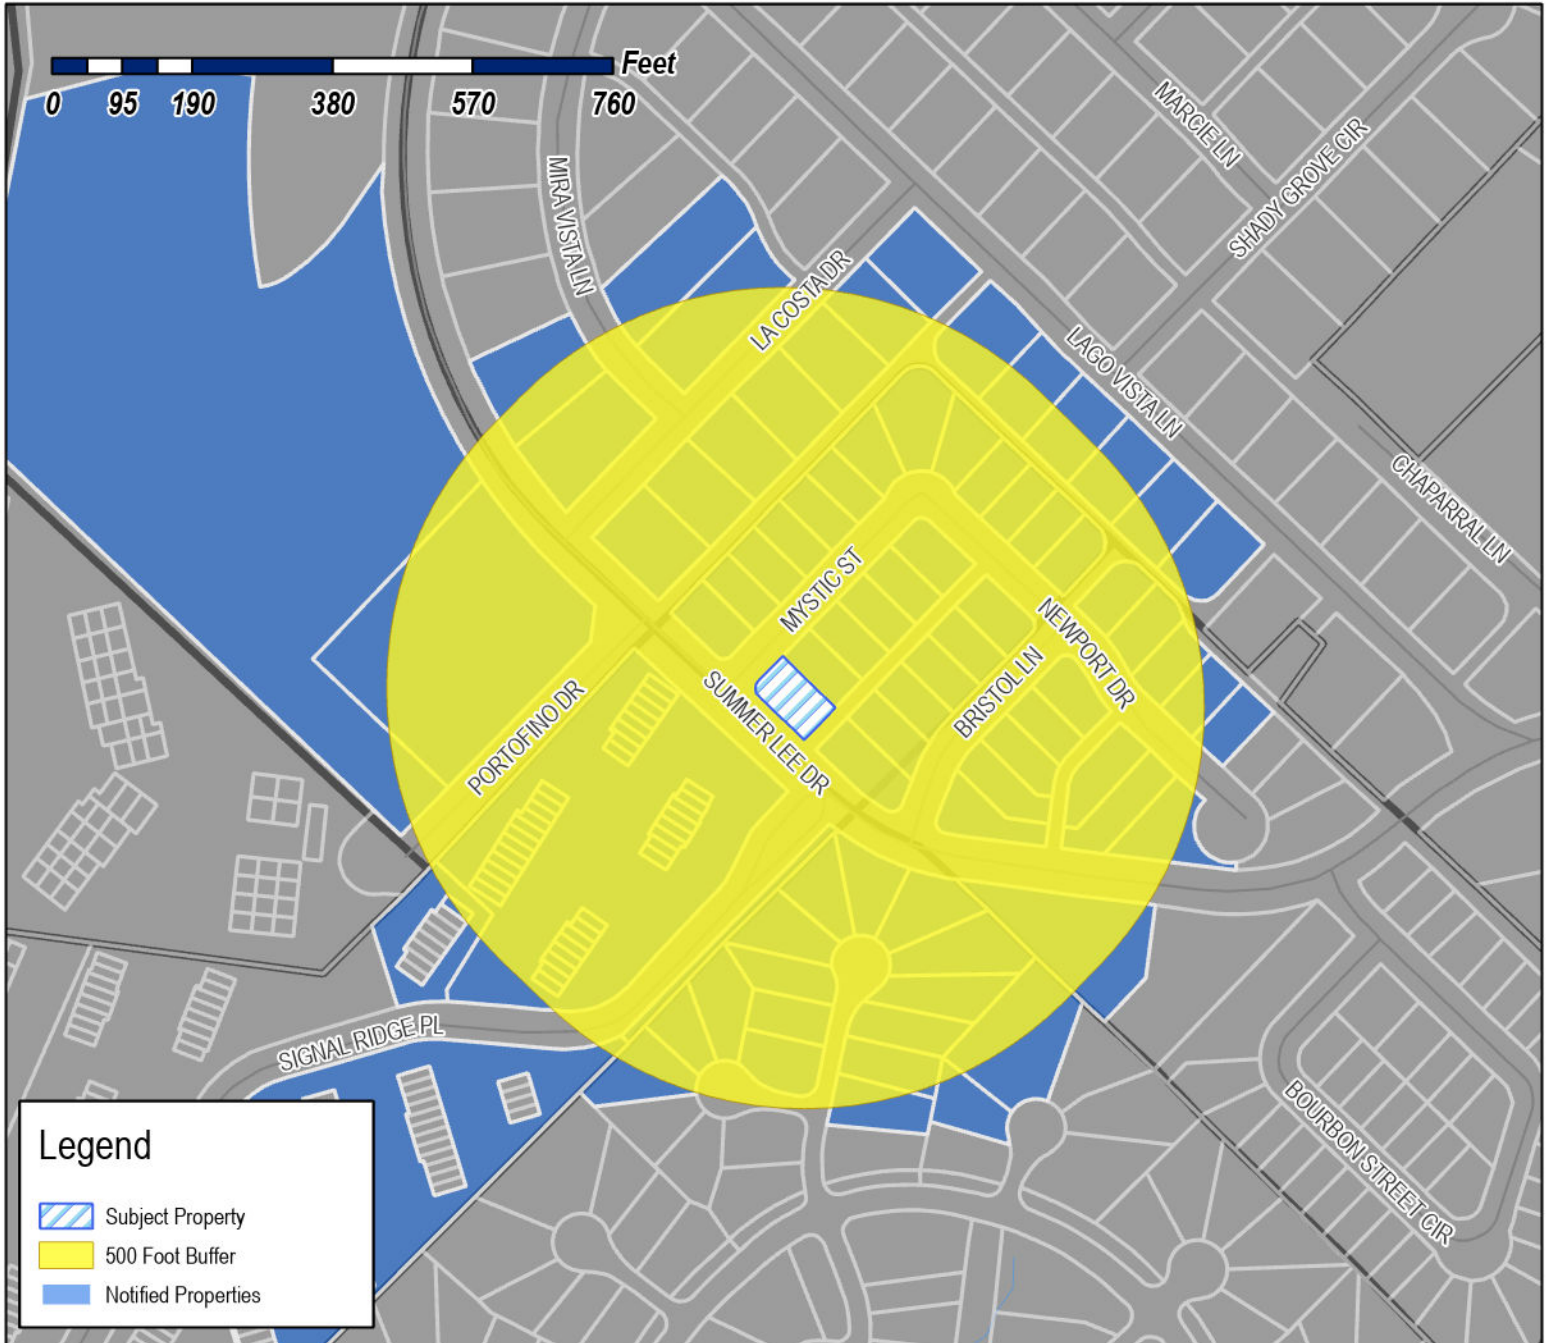 Feet
0 95 190 380 570 760
MARCIE LN
SHADY GROVE CIR
MIRA VISTA LN
LA COSTA DR
LAGO VISTA LN
CHAPARRAL LN
MYSTIC ST
NEWPORT DR
BRISTOL LN
SUMMER LEE DR
PORTOFINO DR
SIGNAL RIDGE PL
BOURBON STREET CIR
Legend
Subject Property
500 Foot Buffer
Notified Properties